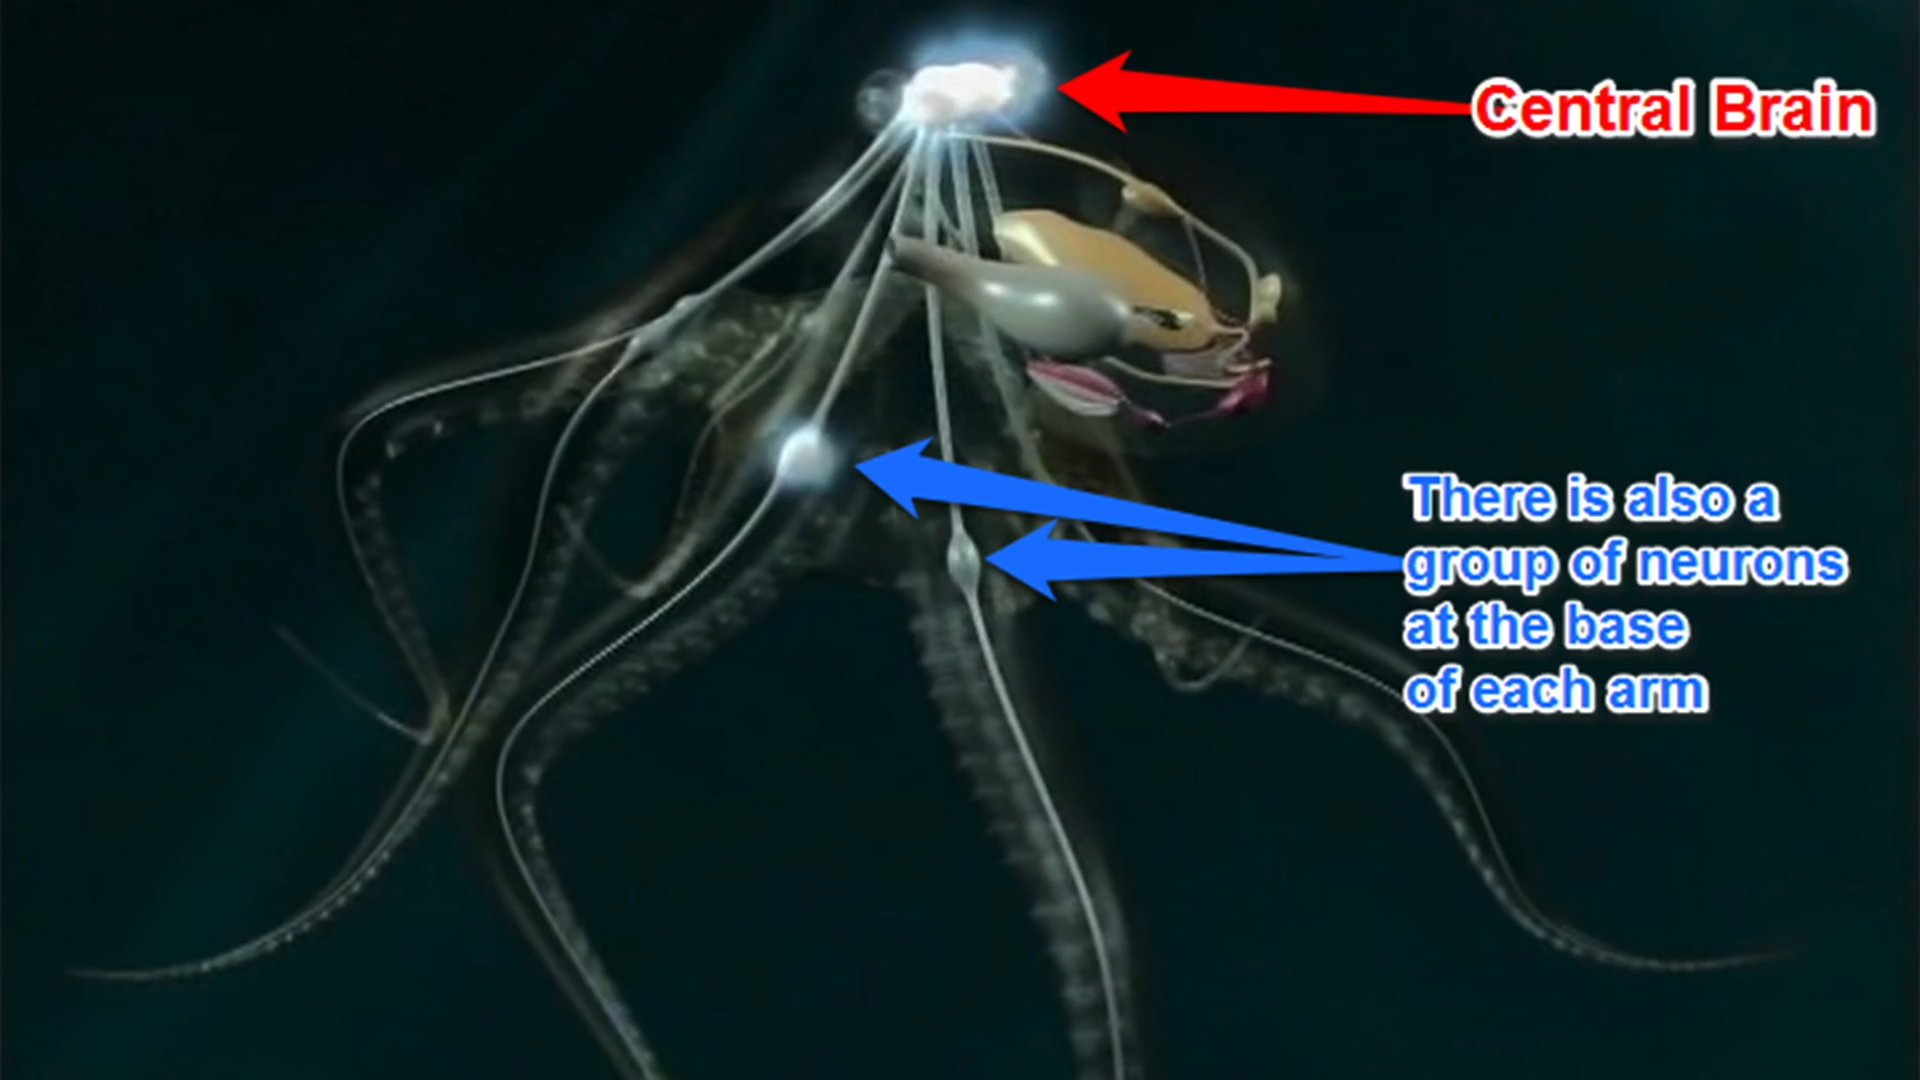 Central Brain
There is also a
group of neurons
at the base
of each arm